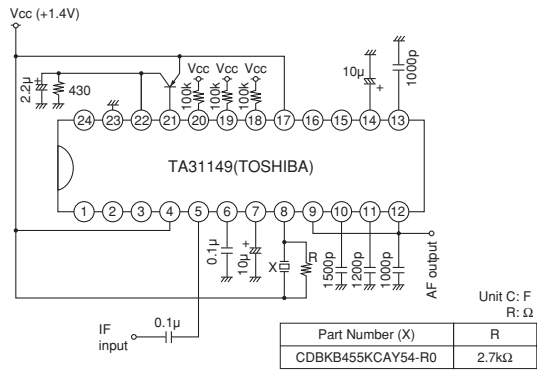 Vcc (+1.4V)
Vcc Vcc Vcc
2.2μ + 430 100k 100k 100k 10μ + 1000p
24 23 22 21 20 19 18 17 16 15 14 13
TA31149(TOSHIBA)
1 2 3 4 5 6 7 8 9 10 11 12
0.1μ 10μ + X R 1500p 1200p 1000p AF output
IF
input
0.1μ
Unit C: F
R: Ω
Part Number (X) R
CDBKB455KCAY54-R0 2.7kΩ